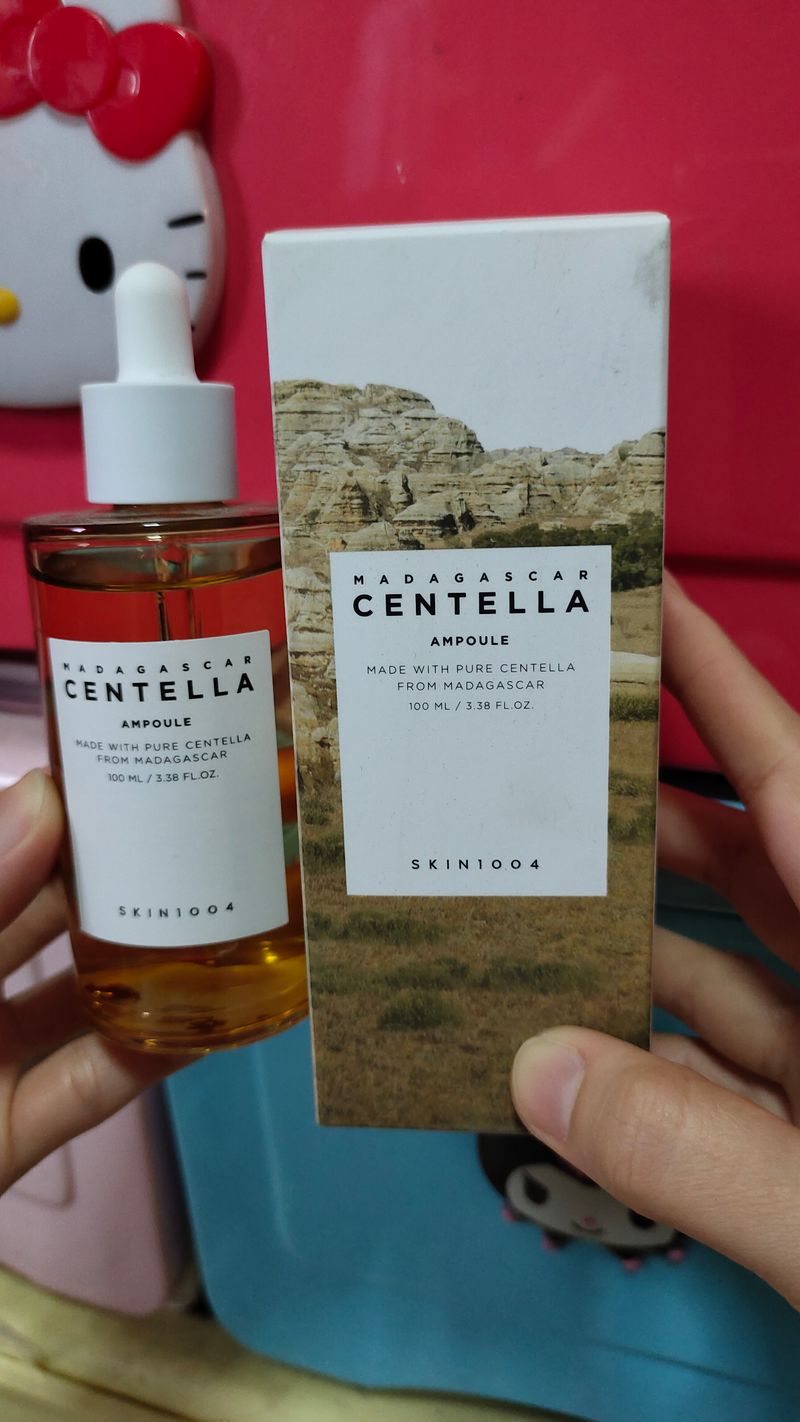 MADAGASCAR
CENTELLA
AMPOULE
MADE WITH PURE CENTELLA
FROM MADAGASCAR
100 ML / 3.38 FL.OZ.
SKIN1004
MADAGASCAR
CENTELLA
AMPOULE
MADE WITH PURE CENTELLA
FROM MADAGASCAR
100 ML / 3.38 FL.OZ.
SKIN1004